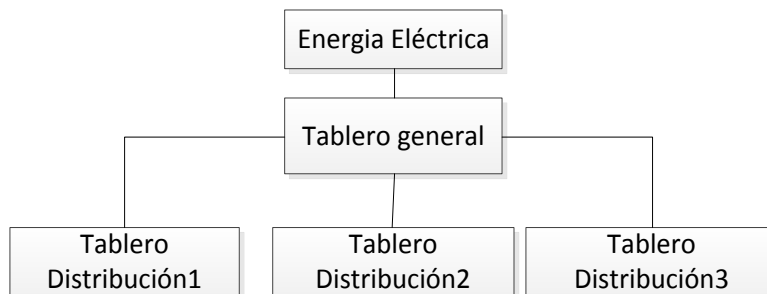 Energia Eléctrica
Tablero general
Tablero
Distribución1
Tablero
Distribución2
Tablero
Distribución3